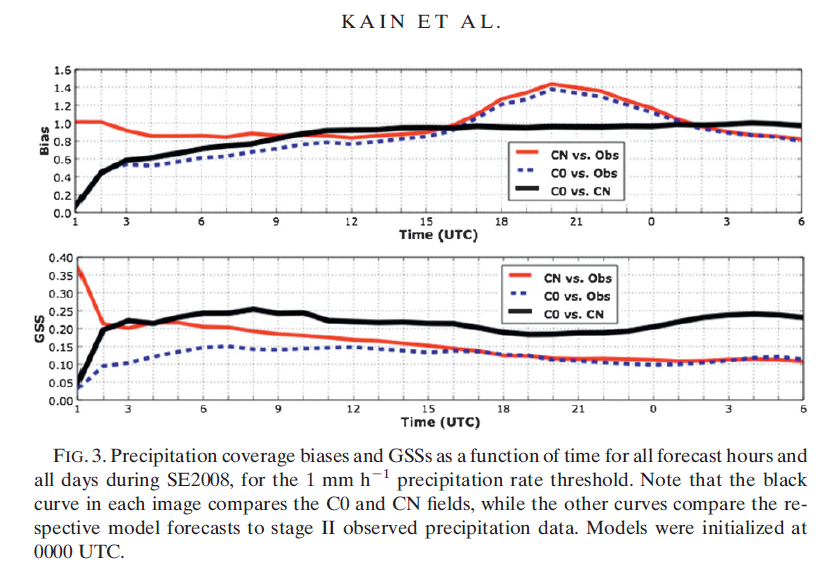 KAIN ET AL.
1.6
1.4
1.2
1.0
0.8
0.6
0.4
0.2
0.0
Bias
CN vs. Obs
C0 vs. Obs
C0 vs. CN
1 3 6 9 12 15 18 21 0 3 6
Time (UTC)
0.40
0.35
0.30
0.25
0.20
0.15
0.10
0.05
0.00
GSS
CN vs. Obs
C0 vs. Obs
C0 vs. CN
1 3 6 9 12 15 18 21 0 3 6
Time (UTC)
FIG. 3. Precipitation coverage biases and GSSs as a function of time for all forecast hours and
all days during SE2008, for the 1 mm h⁻¹ precipitation rate threshold. Note that the black
curve in each image compares the C0 and CN fields, while the other curves compare the re-
spective model forecasts to stage II observed precipitation data. Models were initialized at
0000 UTC.